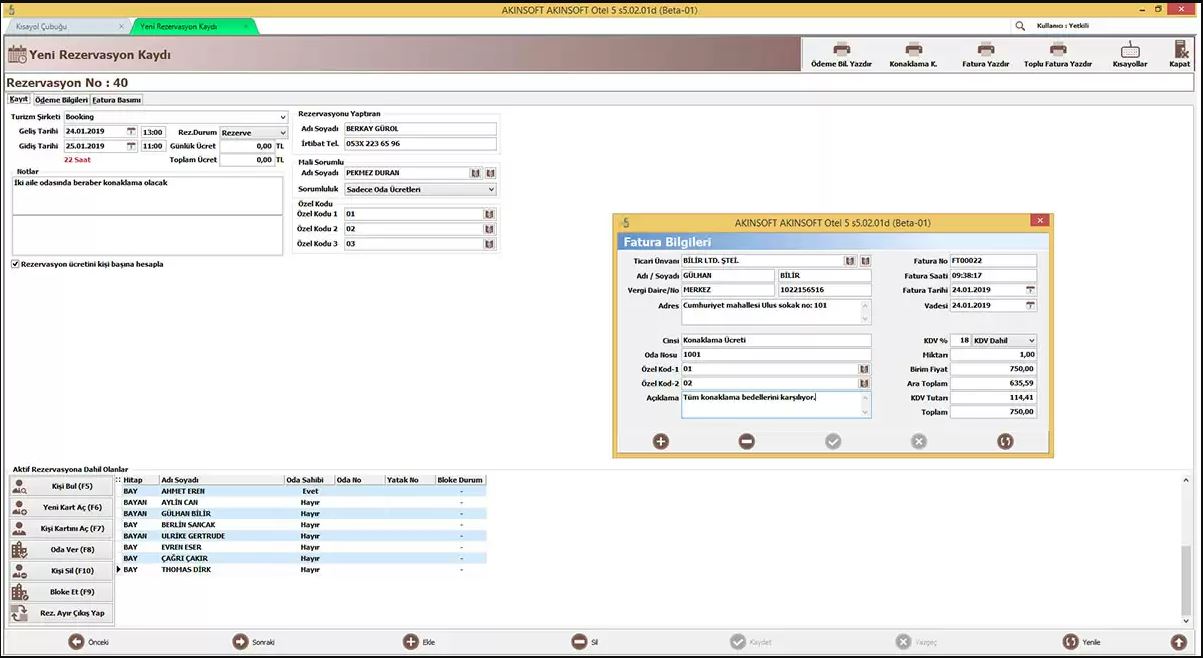 AKINSOFT AKINSOFT Otel 5 s5.02.01d (Beta-01)
Kısayol Çubuğu
Yeni Rezervasyon Kaydı
Kullanıcı : Yetkili
Yeni Rezervasyon Kaydı
Ödeme Bil. Yazdır
Konaklama K.
Fatura Yazdır
Toplu Fatura Yazdır
Kısayollar
Kapat
Rezervasyon No : 40
Kayıt Ödeme Bilgileri Fatura Basımı
Turizm Şirketi Booking
Geliş Tarihi 24.01.2019 13:00 Rez.Durum Rezerve
Gidiş Tarihi 25.01.2019 11:00 Günlük Ücret 0,00 TL
22 Saat Toplam Ücret 0,00 TL
Notlar
İki aile odasında beraber konaklama olacak
Rezervasyon ücretini kişi başına hesapla
Rezervasyonu Yaptıran
Adı Soyadı BERKAY GÜROL
İrtibat Tel. 053X 223 65 96
Mali Sorumlu
Adı Soyadı PEKMEZ DURAN
Sorumluluk Sadece Oda Ücretleri
Özel Kodu
Özel Kodu 1 01
Özel Kodu 2 02
Özel Kodu 3 03
AKINSOFT AKINSOFT Otel 5 s5.02.01d (Beta-01)
Fatura Bilgileri
Ticari Ünvanı BİLİR LTD. ŞTEİ. Fatura No FT00022
Adı / Soyadı GÜLHAN BİLİR Fatura Saati 09:38:17
Vergi Daire/No MERKEZ 1022156516 Fatura Tarihi 24.01.2019
Adres Cumhuriyet mahallesi Ulus sokak no: 101 Vadesi 24.01.2019
Cinsi Konaklama Ücreti KDV % 18 KDV Dahil
Oda Nosu 1001 Miktarı 1,00
Özel Kod-1 01 Birim Fiyat 750,00
Özel Kod-2 02 Ara Toplam 635,59
Açıklama Tüm konaklama bedellerini karşılıyor. KDV Tutarı 114,41
Toplam 750,00
Aktif Rezervasyona Dahil Olanlar
Kişi Bul (F5)
Yeni Kart Aç (F6)
Kişi Kartını Aç (F7)
Oda Ver (F8)
Kişi Sil (F10)
Bloke Et (F9)
Rez. Ayır Çıkış Yap
Hitap Adı Soyadı Oda Sahibi Oda No Yatak No Bloke Durum
BAY AHMET EREN Evet -
BAYAN AYLİN CAN Hayır -
BAYAN GÜLHAN BİLİR Hayır -
BAY BERLİN SANCAK Hayır -
BAYAN ULRİKE GERTRUDE Hayır -
BAY EVREN ESER Hayır -
BAY ÇAĞRI ÇAKIR Hayır -
BAY THOMAS DİRK Hayır -
Önceki
Sonraki
Ekle
Sil
Kaydet
Vazgeç
Yenile